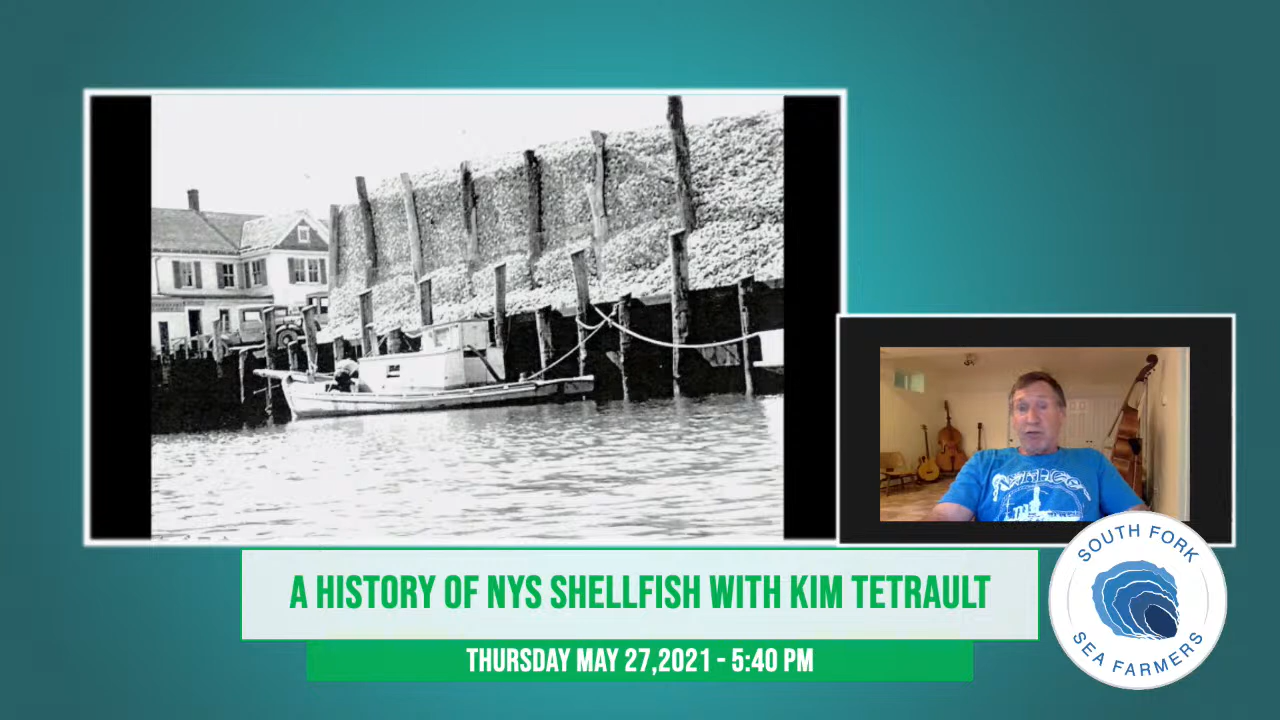 A HISTORY OF NYS SHELLFISH WITH KIM TETRAULT
THURSDAY MAY 27,2021 - 5:40 PM
SOUTH FORK
SEA FARMERS